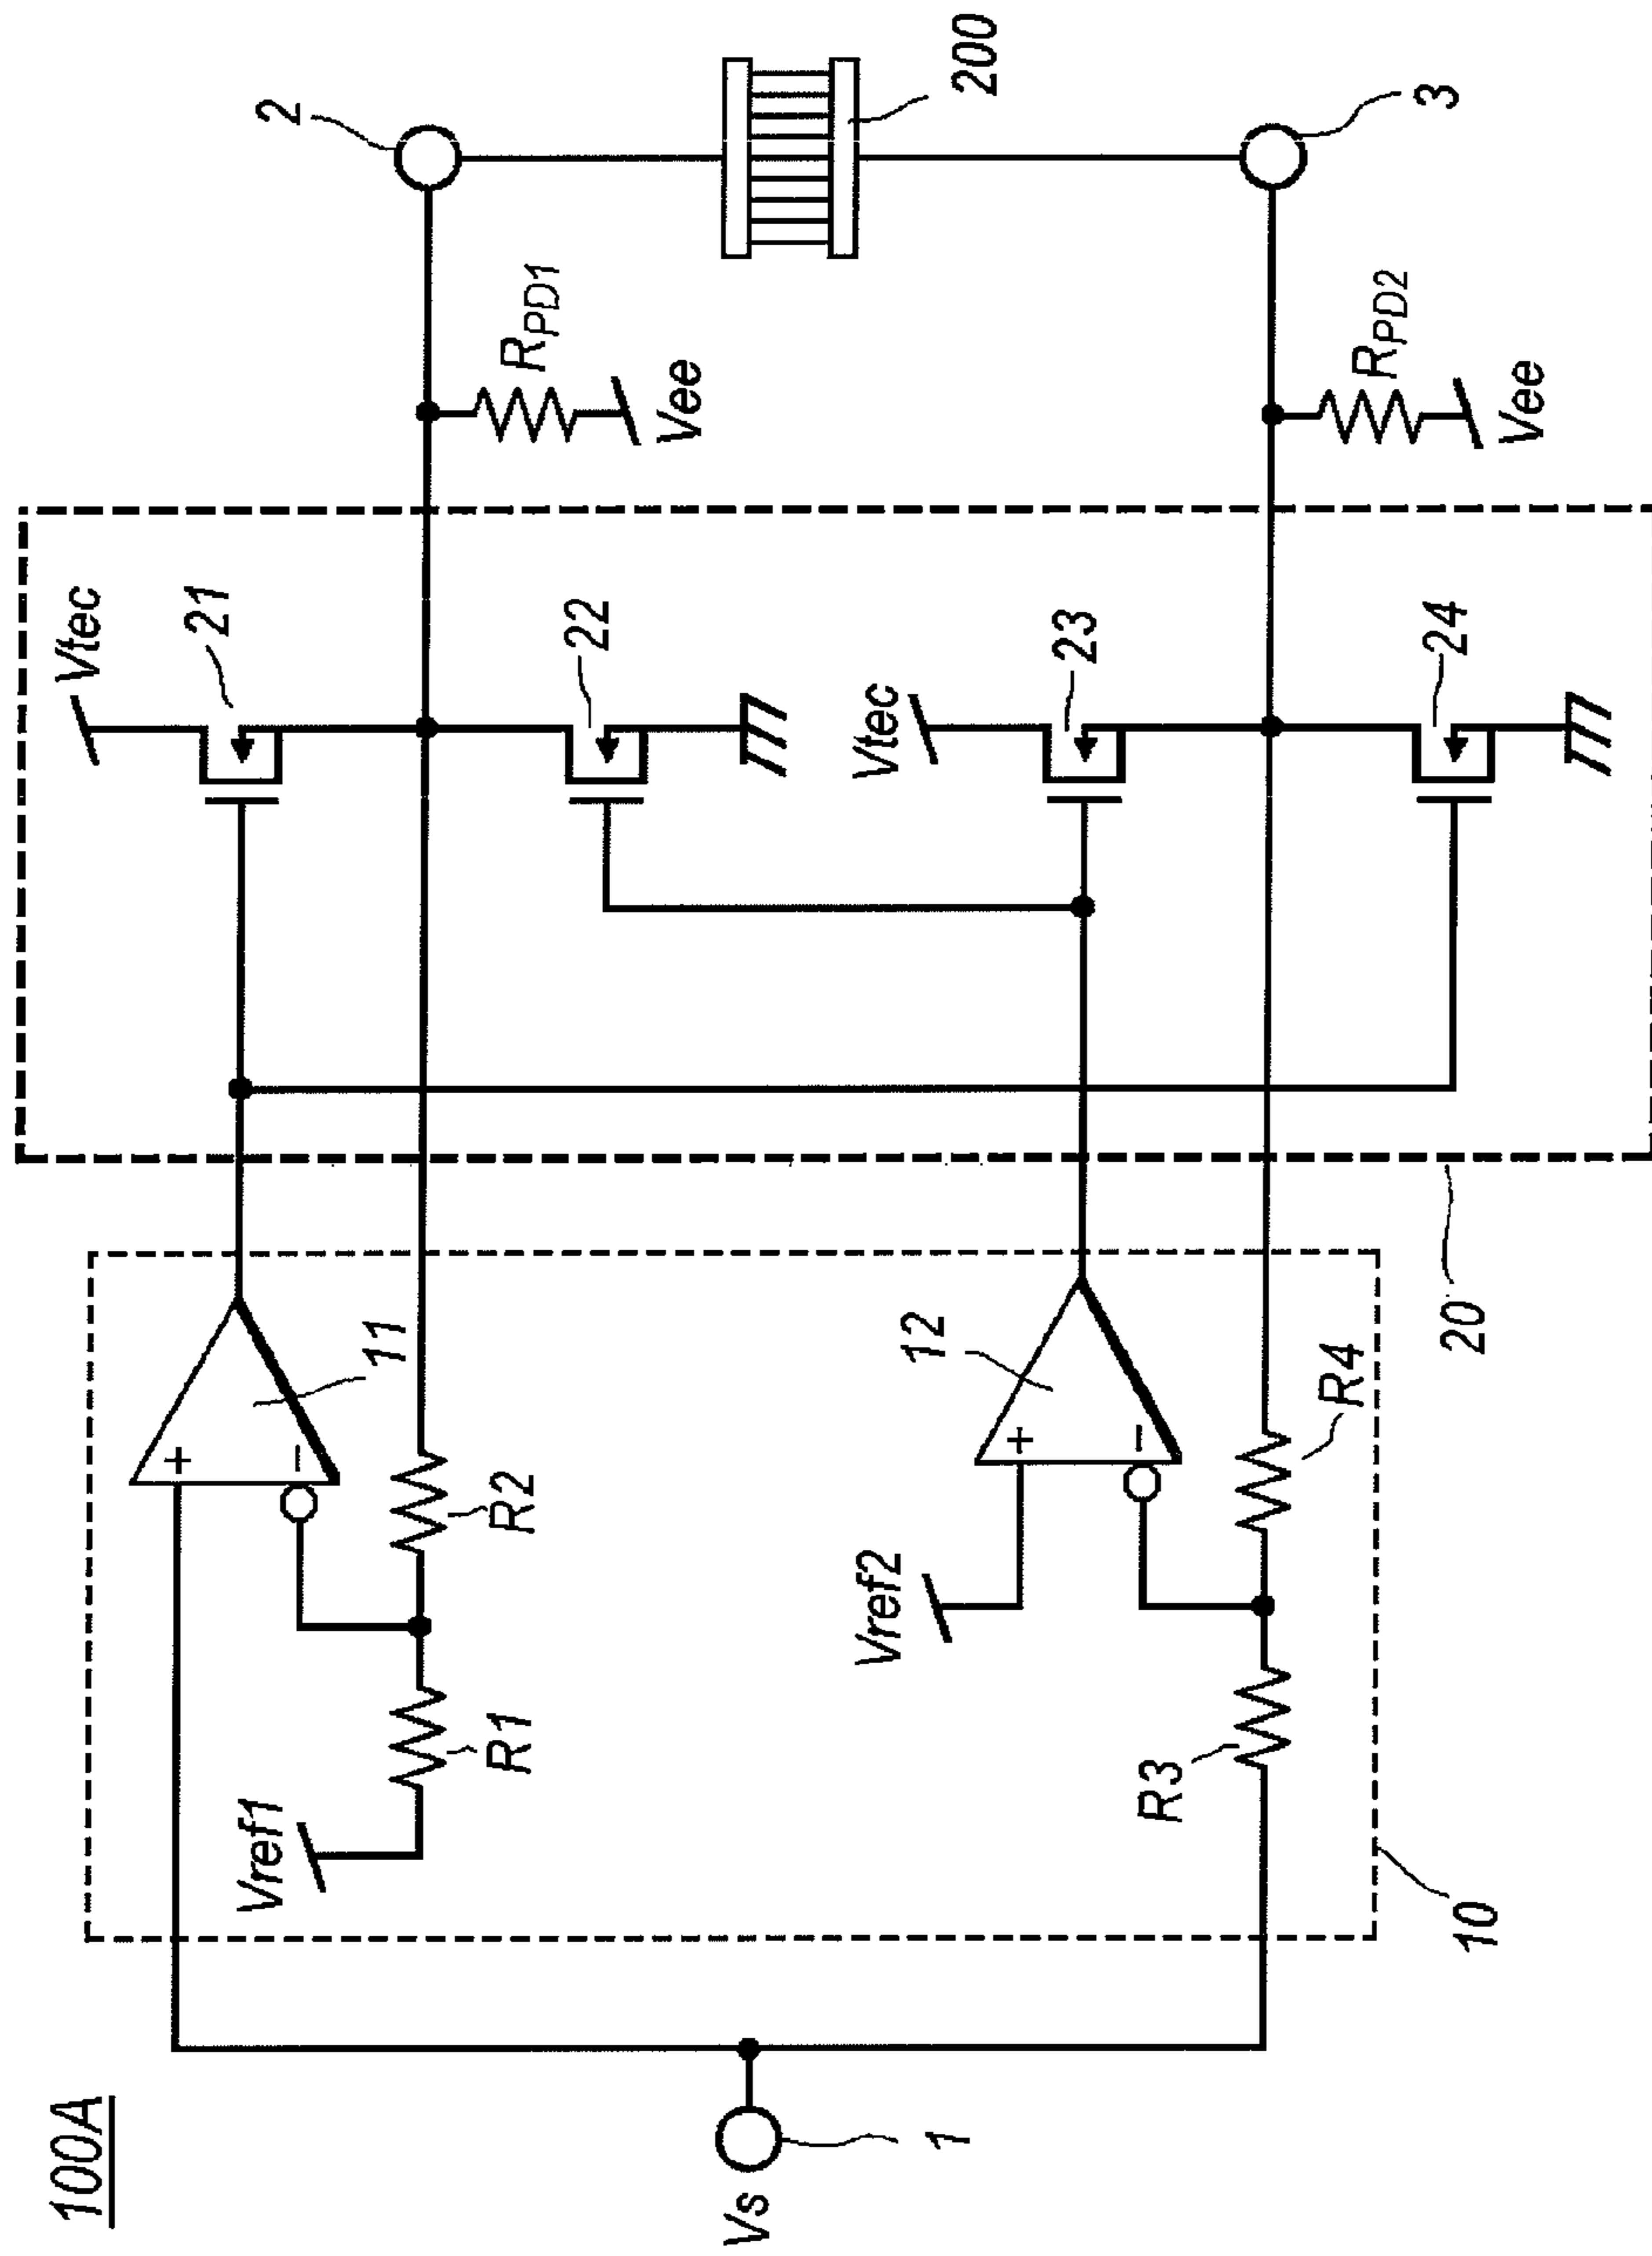 100A
Vs
1
Vref1
R1
R2
+
−
11
Vref2
R3
R4
+
−
12
10
20
Vtec
21
22
Vtec
23
24
RPD1
Vee
RPD2
Vee
2
200
3